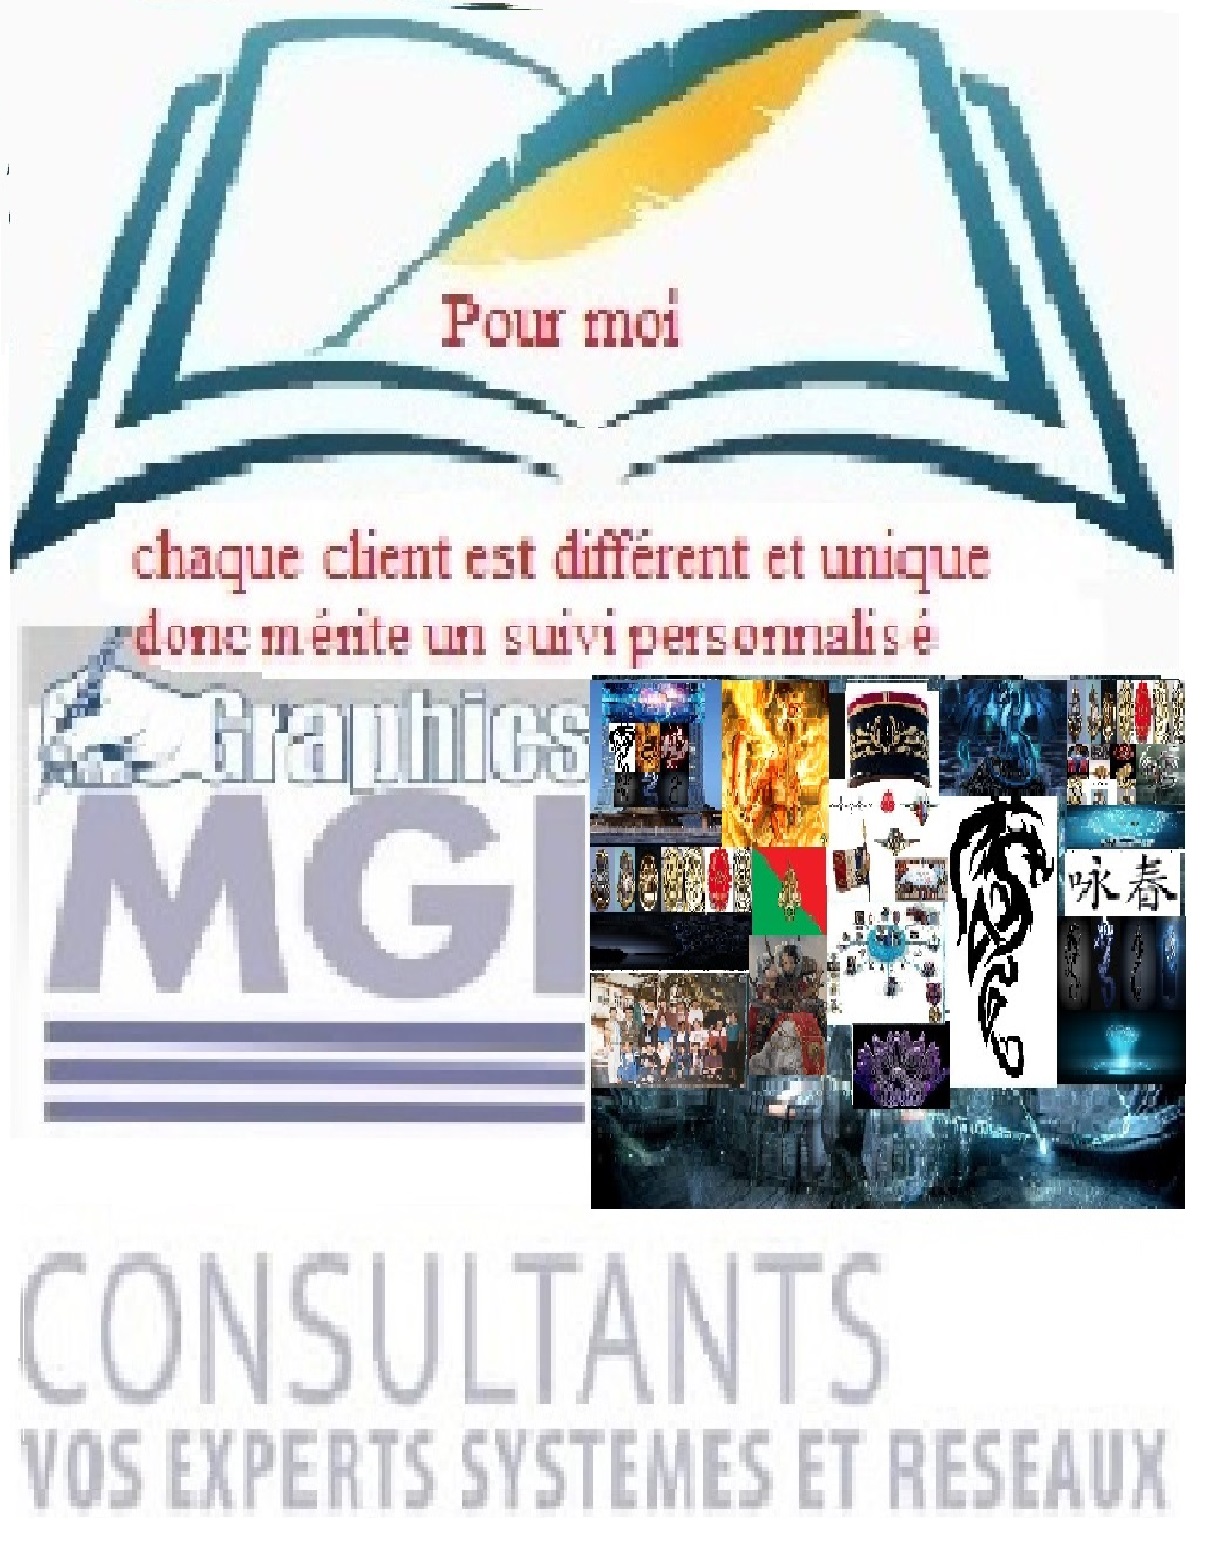 Pour moi
chaque client est différent et unique
donc mérite un suivi personnalisé
Graphics
MGI
咏春
CONSULTANTS
VOS EXPERTS SYSTEMES ET RESEAUX